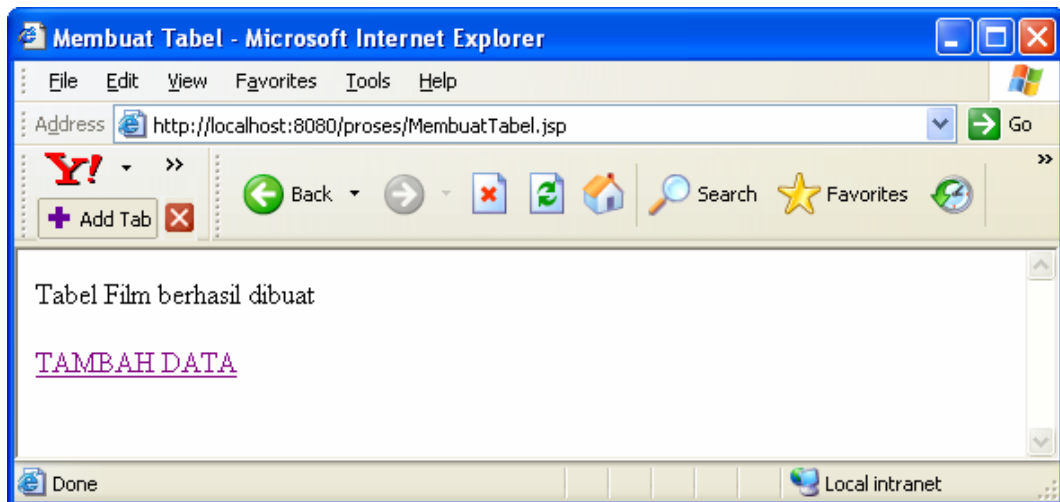 Membuat Tabel - Microsoft Internet Explorer
File Edit View Favorites Tools Help
Address http://localhost:8080/proses/MembuatTabel.jsp Go
Y! » Back Search Favorites »
Add Tab
Tabel Film berhasil dibuat
TAMBAH DATA
Done Local intranet